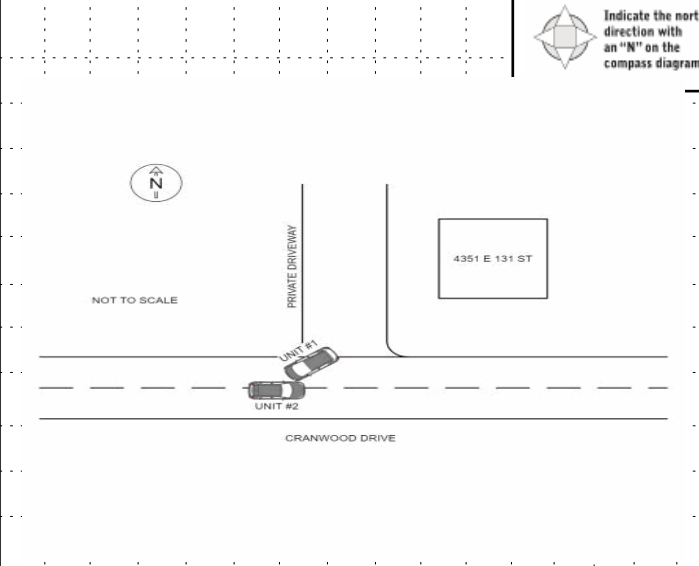 Indicate the nort
direction with
an "N" on the
compass diagram
N
PRIVATE DRIVEWAY
4351 E 131 ST
NOT TO SCALE
UNIT #1
UNIT #2
CRANWOOD DRIVE